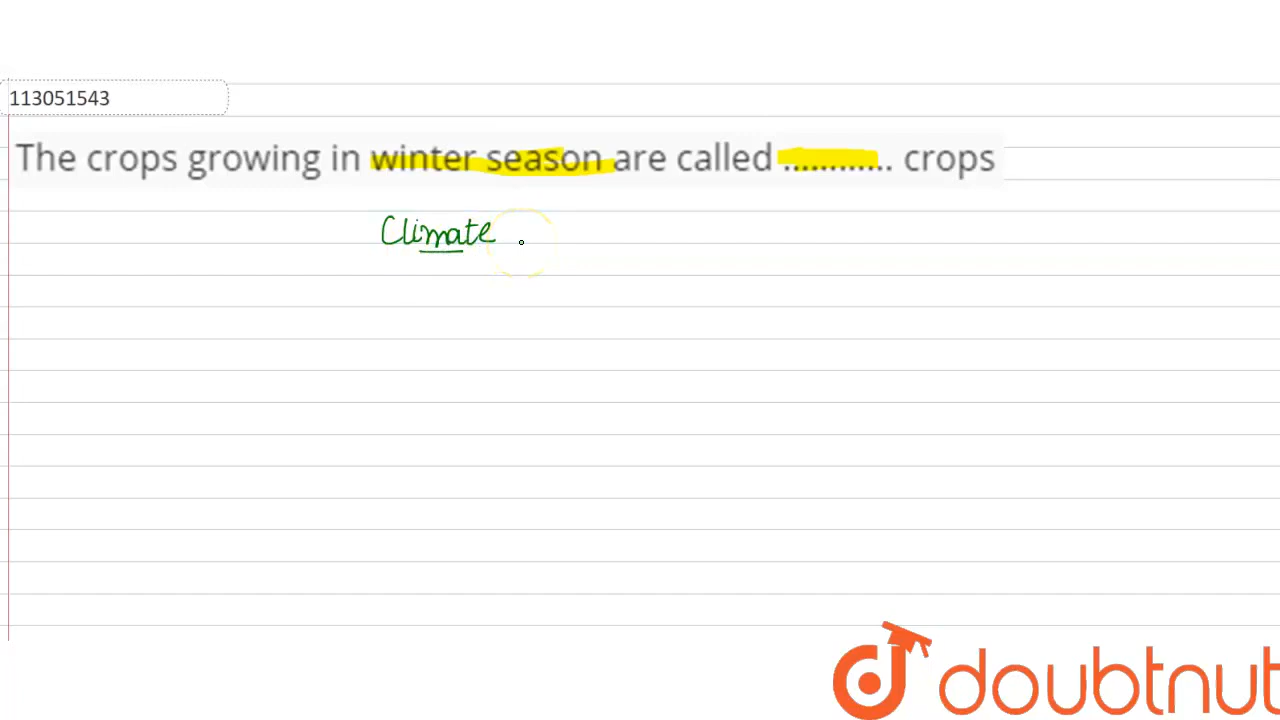 113051543
The crops growing in winter season are called ............. crops
Climate
doubtnut